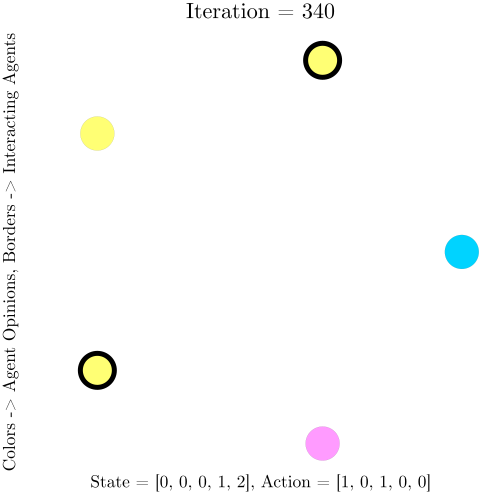 Iteration = 340
Colors -> Agent Opinions, Borders -> Interacting Agents
State = [0, 0, 0, 1, 2], Action = [1, 0, 1, 0, 0]